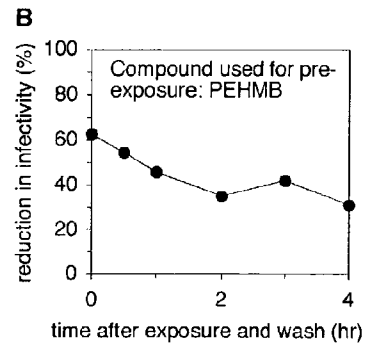 B
reduction in infectivity (%)
100
80
60
40
20
0
Compound used for pre-
exposure: PEHMB
0
2
4
time after exposure and wash (hr)